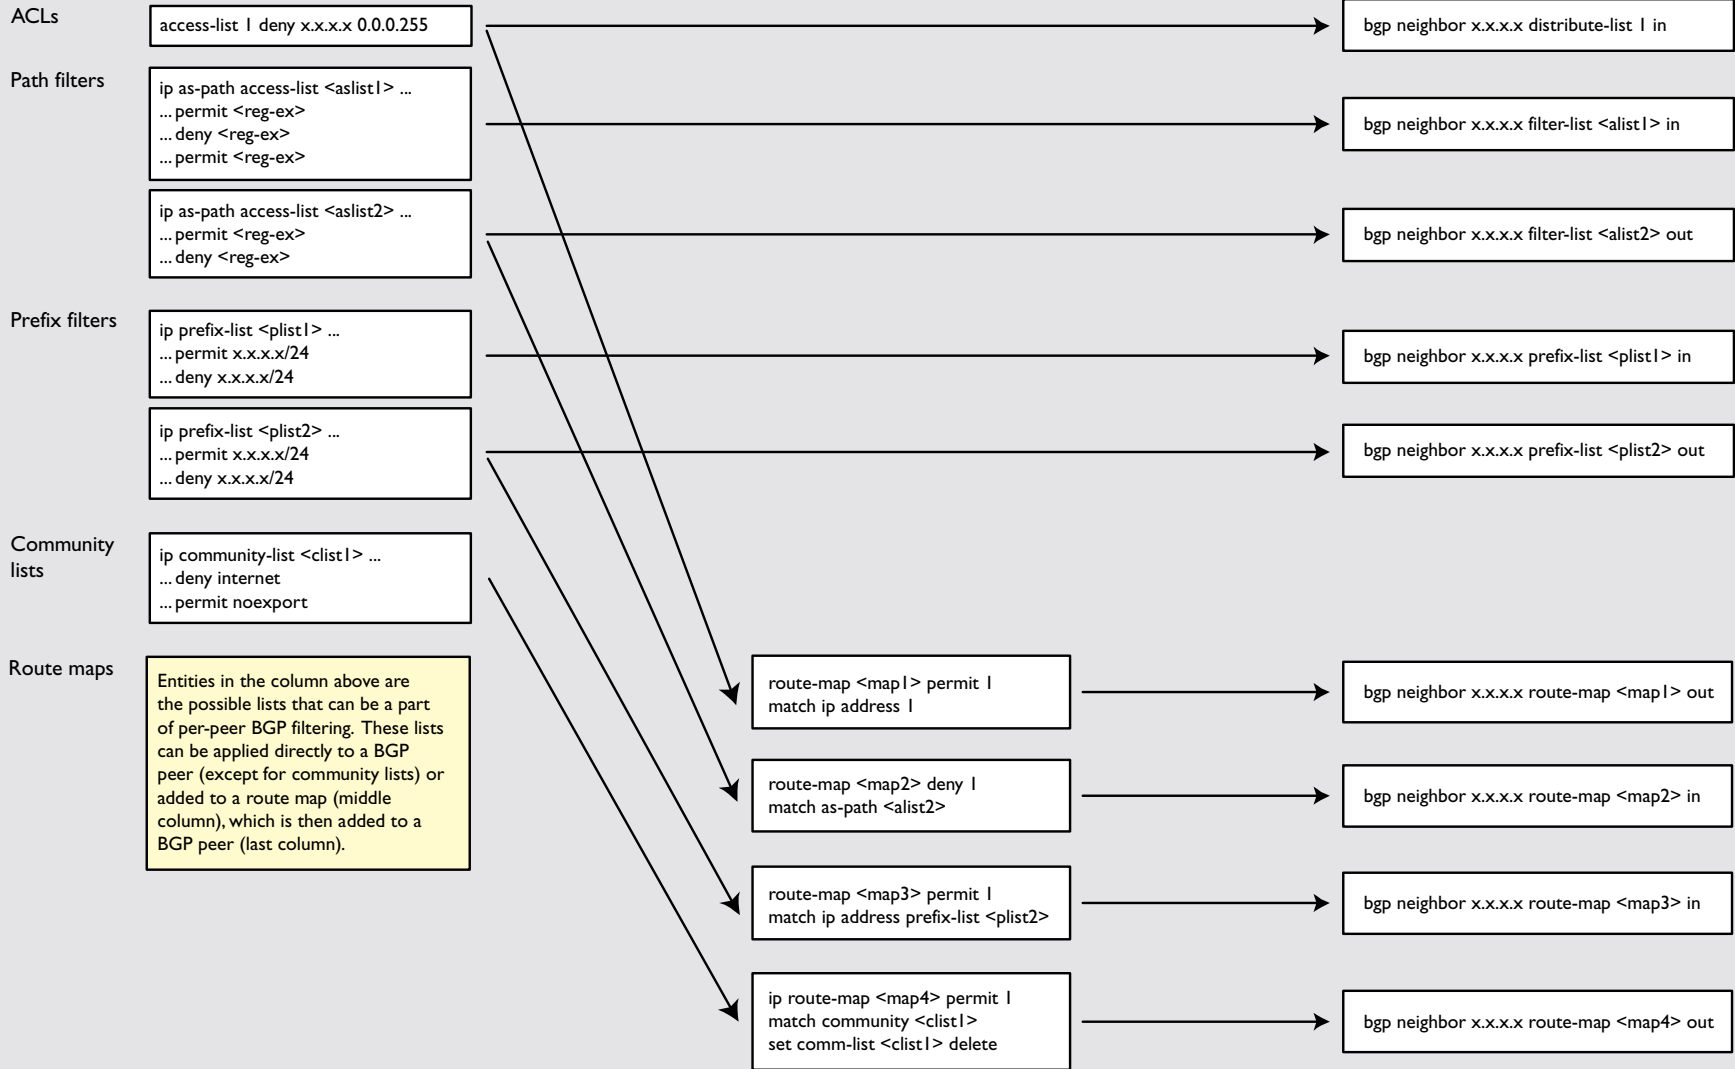 ACLs
access-list 1 deny x.x.x.x 0.0.0.255
bgp neighbor x.x.x.x distribute-list 1 in
Path filters
ip as-path access-list <aslist1> ...
... permit <reg-ex>
... deny <reg-ex>
... permit <reg-ex>
bgp neighbor x.x.x.x filter-list <alist1> in
ip as-path access-list <aslist2> ...
... permit <reg-ex>
... deny <reg-ex>
bgp neighbor x.x.x.x filter-list <alist2> out
Prefix filters
ip prefix-list <plist1> ...
... permit x.x.x.x/24
... deny x.x.x.x/24
bgp neighbor x.x.x.x prefix-list <plist1> in
ip prefix-list <plist2> ...
... permit x.x.x.x/24
... deny x.x.x.x/24
bgp neighbor x.x.x.x prefix-list <plist2> out
Community
lists
ip community-list <clist1> ...
... deny internet
... permit noexport
Route maps
Entities in the column above are
the possible lists that can be a part
of per-peer BGP filtering. These lists
can be applied directly to a BGP
peer (except for community lists) or
added to a route map (middle
column), which is then added to a
BGP peer (last column).
route-map <map1> permit 1
match ip address 1
bgp neighbor x.x.x.x route-map <map1> out
route-map <map2> deny 1
match as-path <alist2>
bgp neighbor x.x.x.x route-map <map2> in
route-map <map3> permit 1
match ip address prefix-list <plist2>
bgp neighbor x.x.x.x route-map <map3> in
ip route-map <map4> permit 1
match community <clist1>
set comm-list <clist1> delete
bgp neighbor x.x.x.x route-map <map4> out